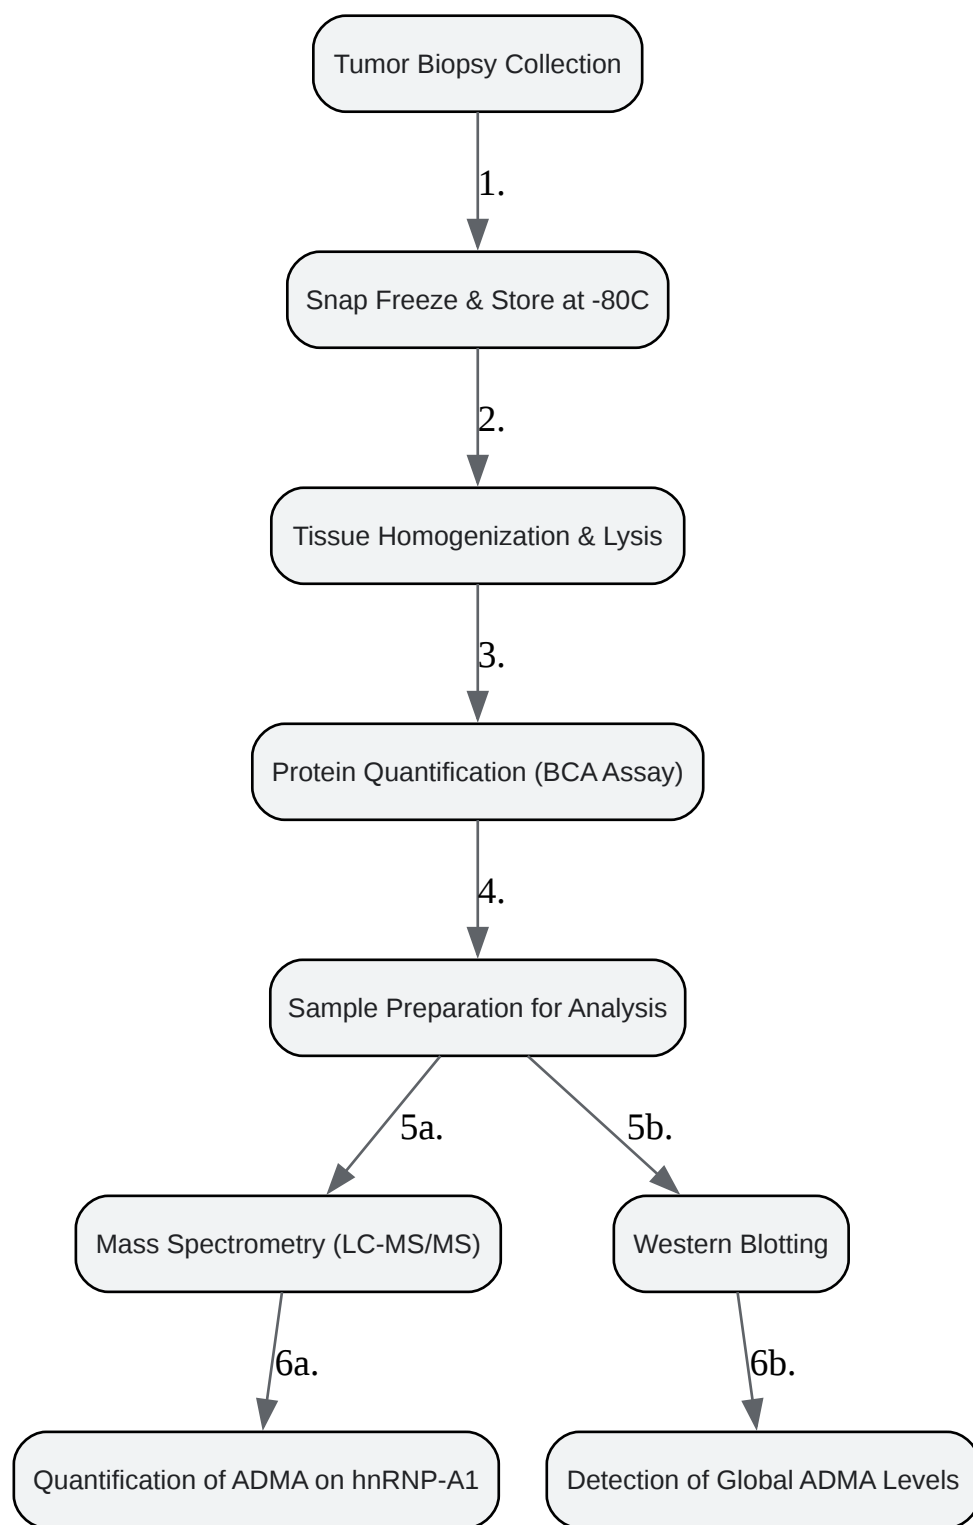 Tumor Biopsy Collection
1.
Snap Freeze & Store at -80C
2.
Tissue Homogenization & Lysis
3.
Protein Quantification (BCA Assay)
4.
Sample Preparation for Analysis
5a.
5b.
Mass Spectrometry (LC-MS/MS)
Western Blotting
6a.
6b.
Quantification of ADMA on hnRNP-A1
Detection of Global ADMA Levels